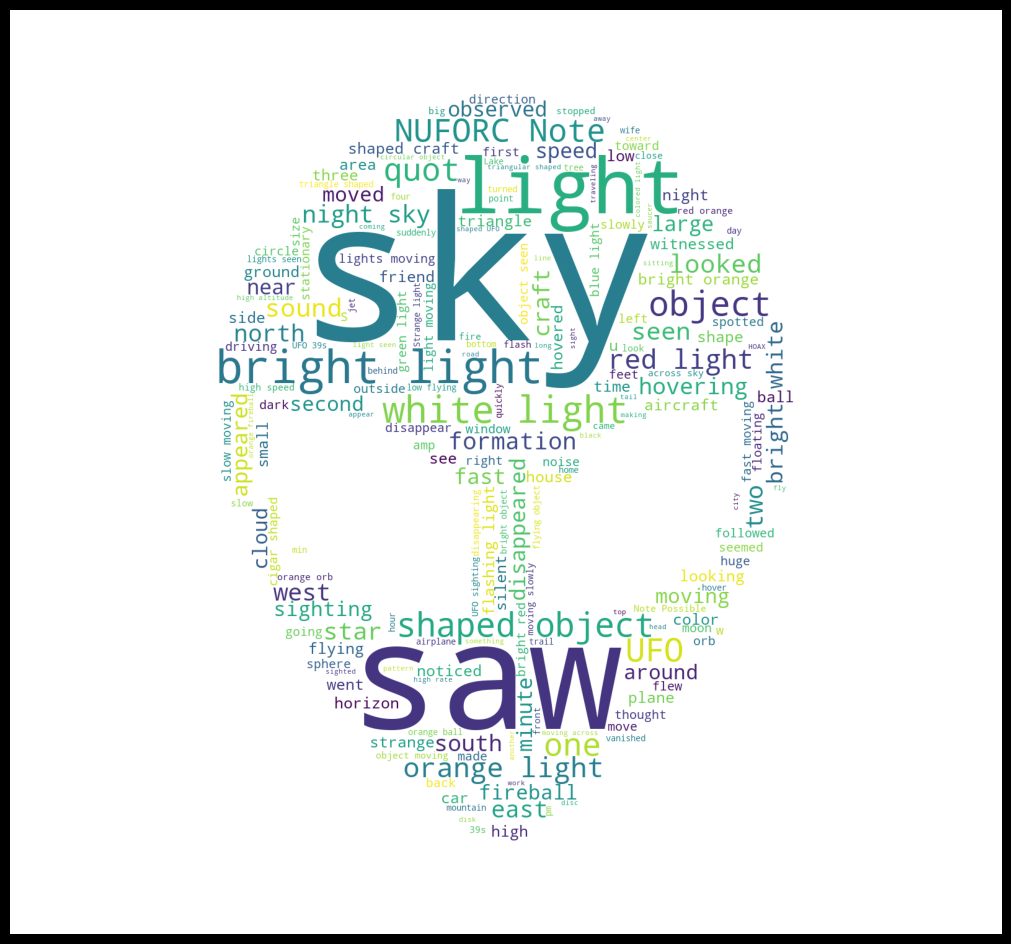 direction
big observed stopped
away
NUFORC Note wife
center
shaped craft first speed low toward
close
circular object
area quot Lake light
triangular shaped tree
three
triangle shaped
moved four way turned traveling colored light night
point saucer red orange
night sky triangle slowly large
size coming suddenly shaped UFO day
sky
circle lights moving line witnessed
lights seen stationary object seen blue light sitting looked
ground friend bright orange
near craft
high altitude green light light moving Strange light
sound jet object
s left spotted
side north fire hovered sight seen shape
UFO 39s light seen bottom flash long u look HOAX
driving bright light road red light
behind feet across sky bright white
high speed outside low flying time hovering ball
tail
dark second quickly white light aircraft
appear making
slow moving appeared orange fireball small disappear window came fast moving floating
black
amp formation
see right noise
home
fast house two city fly
slow disappearing bright object disappeared flying object
cloud cigar shaped flashing light followed
min seemed
huge
orange orb UFO sighting silent moving slowly looking
west hover
moving
sighting bright red top Note Possible
going star hour shaped object color
head moon w
flying airplane something trail orb
UFO
sphere pattern saw
sighted noticed around
went high rate flew
plane
horizon minute front thought
move
orange ball moving across vanished
strange south another one
object moving made
orange light
back work
car fireball
mountain east pm disc
disk
39s high